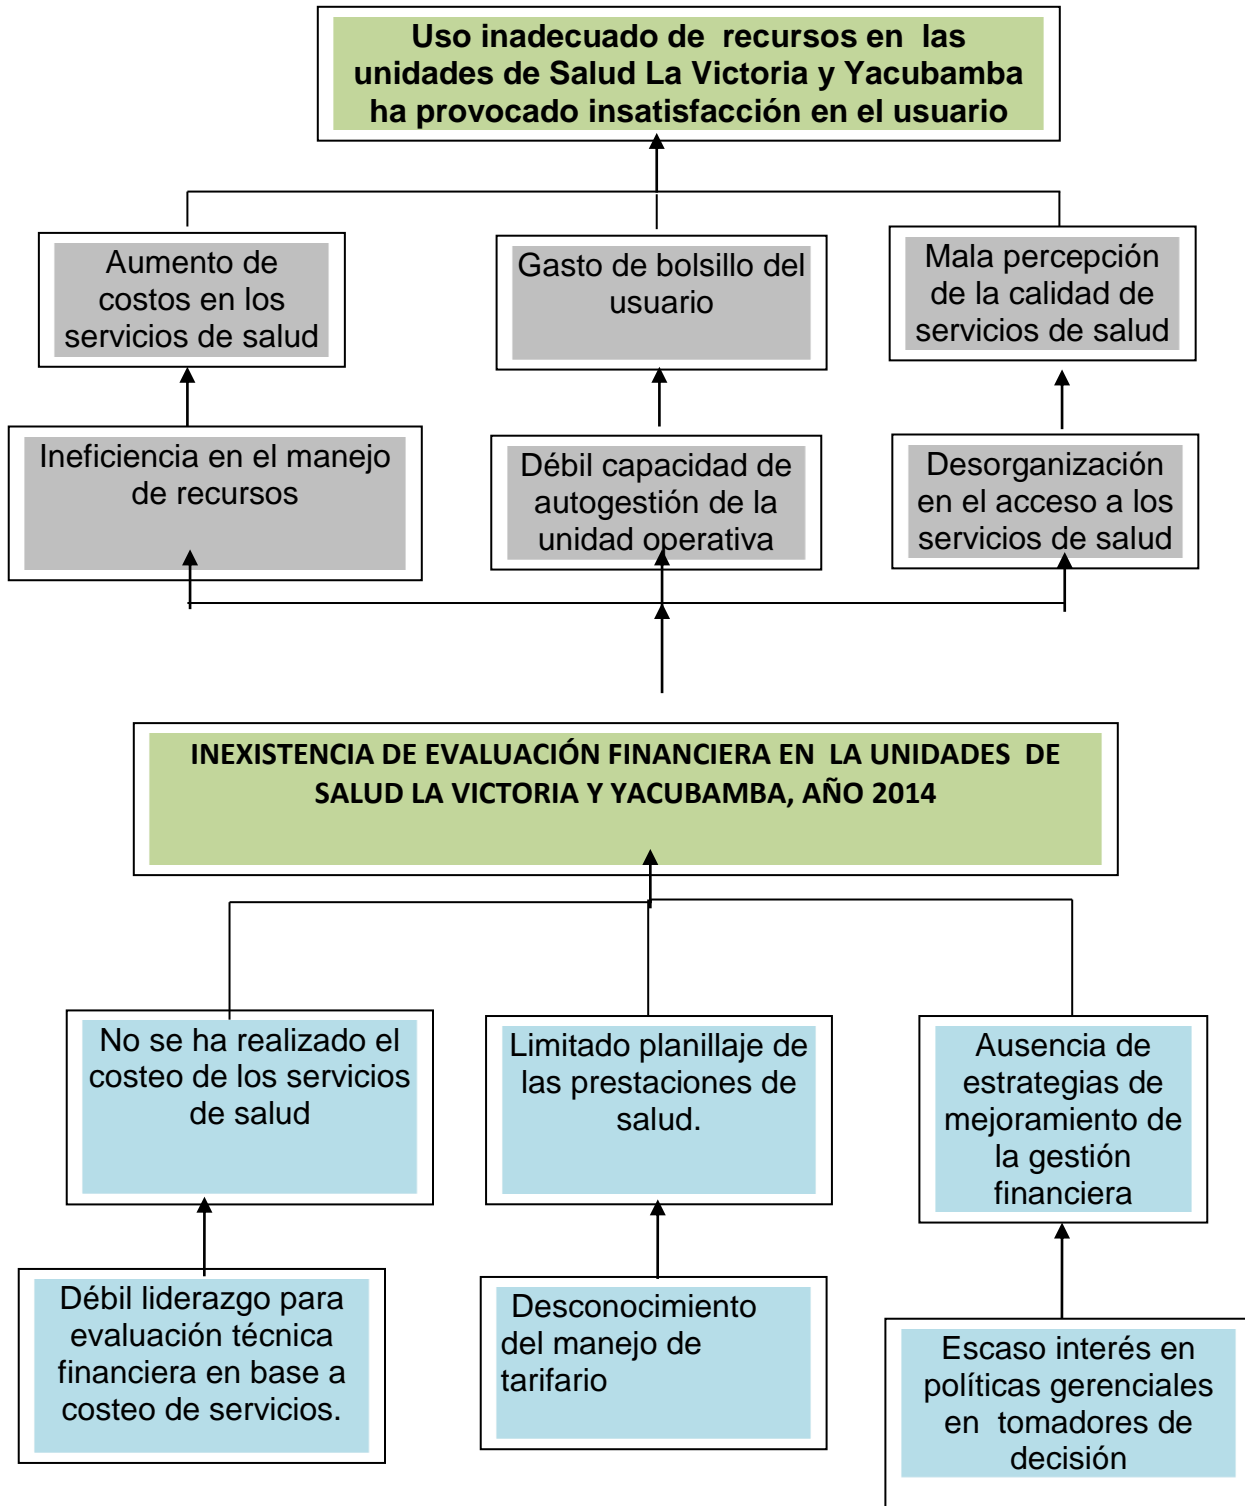 Uso inadecuado de recursos en las
unidades de Salud La Victoria y Yacubamba
ha provocado insatisfacción en el usuario
Aumento de
costos en los
servicios de salud
Gasto de bolsillo del
usuario
Mala percepción
de la calidad de
servicios de salud
Ineficiencia en el manejo
de recursos
Débil capacidad de
autogestión de la
unidad operativa
Desorganización
en el acceso a los
servicios de salud
INEXISTENCIA DE EVALUACIÓN FINANCIERA EN LA UNIDADES DE
SALUD LA VICTORIA Y YACUBAMBA, AÑO 2014
No se ha realizado el
costeo de los servicios
de salud
Limitado planillaje de
las prestaciones de
salud.
Ausencia de
estrategias de
mejoramiento de
la gestión
financiera
Débil liderazgo para
evaluación técnica
financiera en base a
costeo de servicios.
Desconocimiento
del manejo de
tarifario
Escaso interés en
políticas gerenciales
en tomadores de
decisión